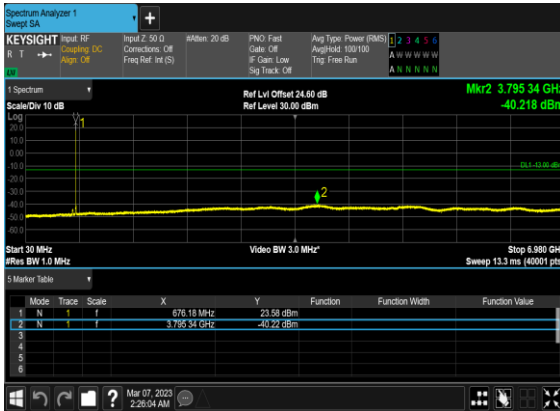 Spectrum Analyzer 1
Swept SA
+
KEYSIGHT Input: RF Input Z: 50 Ω #Atten: 20 dB PNO: Fast Avg Type: Power (RMS) 1 2 3 4 5 6
R T Coupling: DC Corrections: Off Gate: Off Avg|Hold: 100/100 A W W W W W
Align: Off Freq Ref: Int (S) IF Gain: Low Trig: Free Run
Sig Track: Off A N N N N N
1 Spectrum
Ref Lvl Offset 24.60 dB Mkr2 3.795 34 GHz
Scale/Div 10 dB Ref Level 30.00 dBm -40.218 dBm
Log
1
20.0
10.0
0.00
-10.0
DL1 -13.00 dBm
-20.0
-30.0
2
-40.0
-50.0
-60.0
Start 30 MHz Video BW 3.0 MHz* Stop 6.980 GH
#Res BW 1.0 MHz Sweep 13.3 ms (40001 pts
5 Marker Table
Mode Trace Scale X Y Function Function Width Function Value
1 N 1 f 676.18 MHz 23.58 dBm
2 N 1 f 3.795 34 GHz -40.22 dBm
3
4
5
6
? Mar 07, 2023
2:26:04 AM